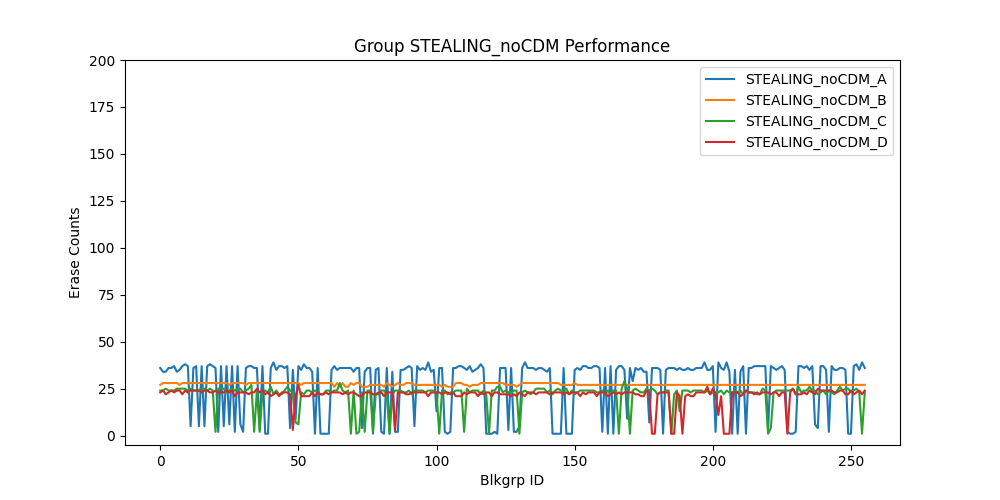 Group STEALING_noCDM Performance
200
175
150
125
100
75
50
25
0
Erase Counts
STEALING_noCDM_A
STEALING_noCDM_B
STEALING_noCDM_C
STEALING_noCDM_D
0 50 100 150 200 250
Blkgrp ID